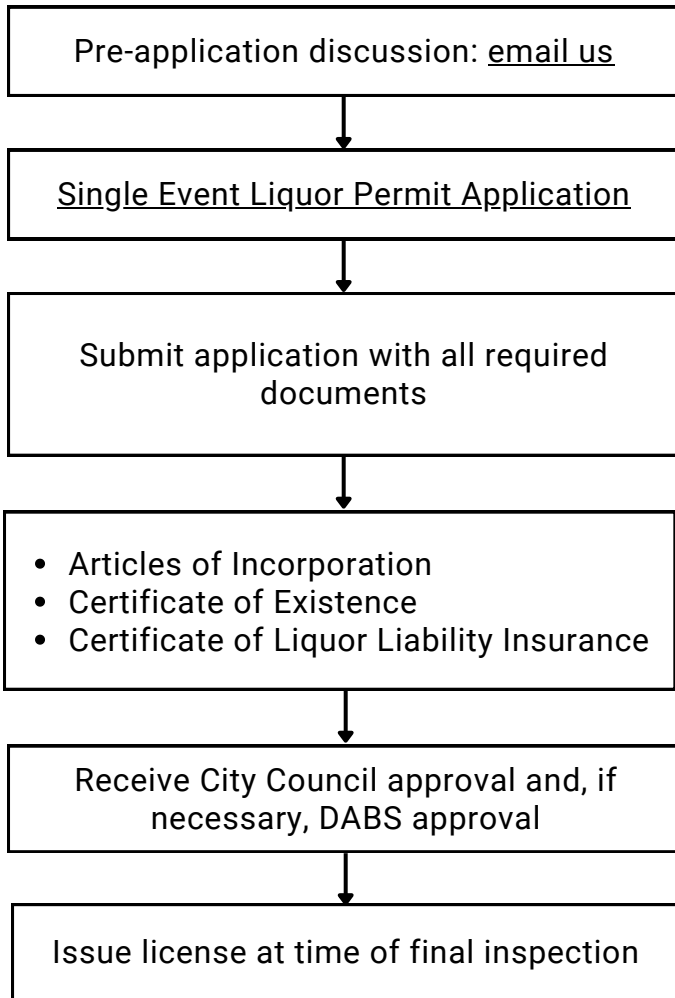 Pre-application discussion: email us
Single Event Liquor Permit Application
Submit application with all required
documents
• Articles of Incorporation
• Certificate of Existence
• Certificate of Liquor Liability Insurance
Receive City Council approval and, if
necessary, DABS approval
Issue license at time of final inspection